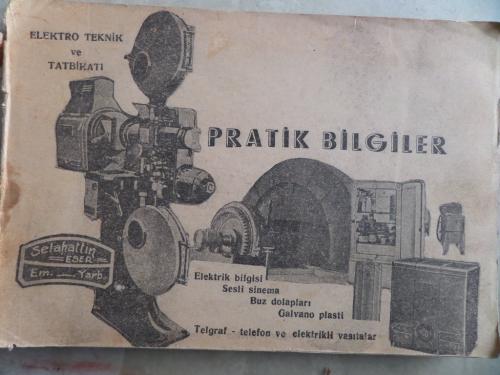 ELEKTRO TEKNİK
ve
TATBİKATI
PRATİK BİLGİLER
Selahattin
ESER
Em. Yarb.
Elektrik bilgisi
Sesli sinema
Buz dolapları
Galvano plasti
Telgraf - telefon ve elektrikli vasıtalar